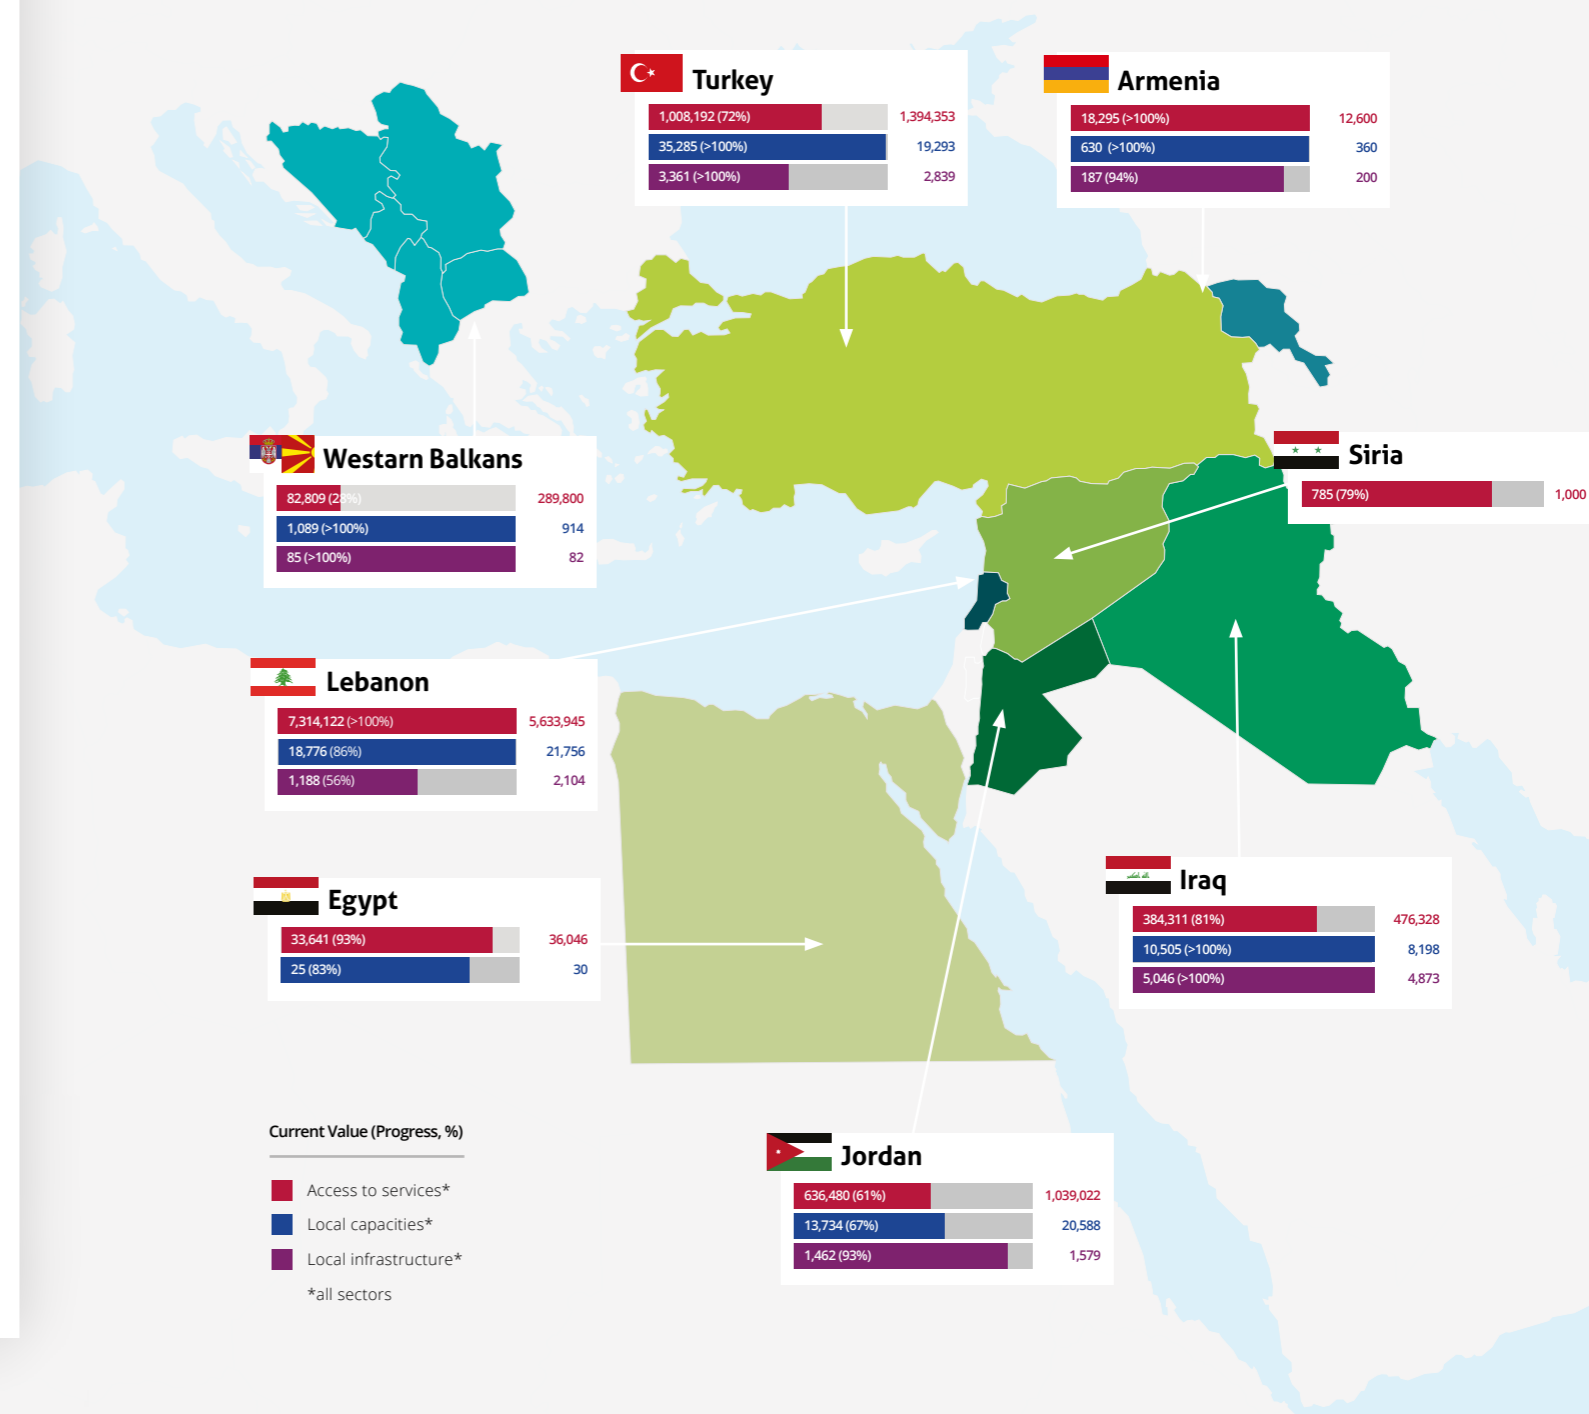 Turkey
1,008,192 (72%) 1,394,353
35,285 (>100%) 19,293
3,361 (>100%) 2,839
Armenia
18,295 (>100%) 12,600
630 (>100%) 360
187 (94%) 200
Westarn Balkans
82,809 (28%) 289,800
1,089 (>100%) 914
85 (>100%) 82
Siria
785 (79%) 1,000
Lebanon
7,314,122 (>100%) 5,633,945
18,776 (86%) 21,756
1,188 (56%) 2,104
Egypt
33,641 (93%) 36,046
25 (83%) 30
Iraq
384,311 (81%) 476,328
10,505 (>100%) 8,198
5,046 (>100%) 4,873
Jordan
636,480 (61%) 1,039,022
13,734 (67%) 20,588
1,462 (93%) 1,579
Current Value (Progress, %)
Access to services*
Local capacities*
Local infrastructure*
*all sectors